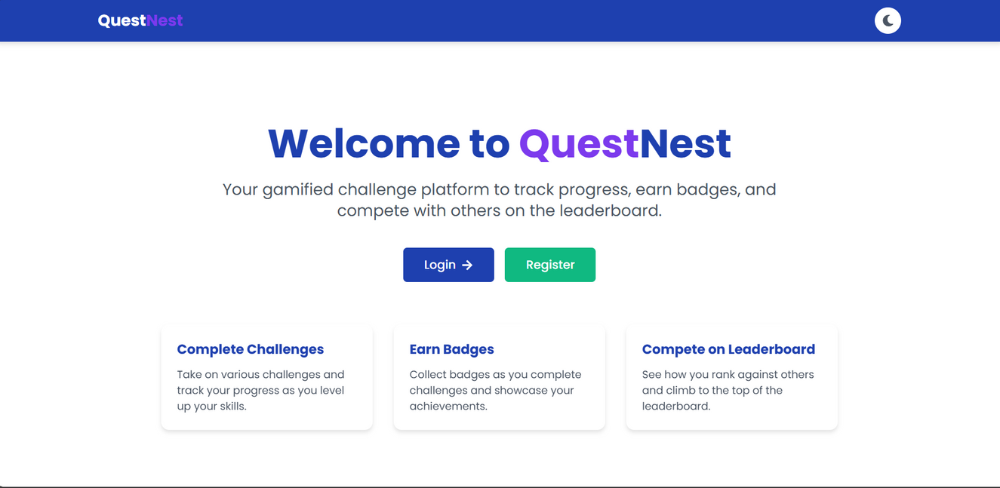 QuestNest
Welcome to QuestNest
Your gamified challenge platform to track progress, earn badges, and
compete with others on the leaderboard.
Login →
Register
Complete Challenges
Take on various challenges and
track your progress as you level
up your skills.
Earn Badges
Collect badges as you complete
challenges and showcase your
achievements.
Compete on Leaderboard
See how you rank against others
and climb to the top of the
leaderboard.